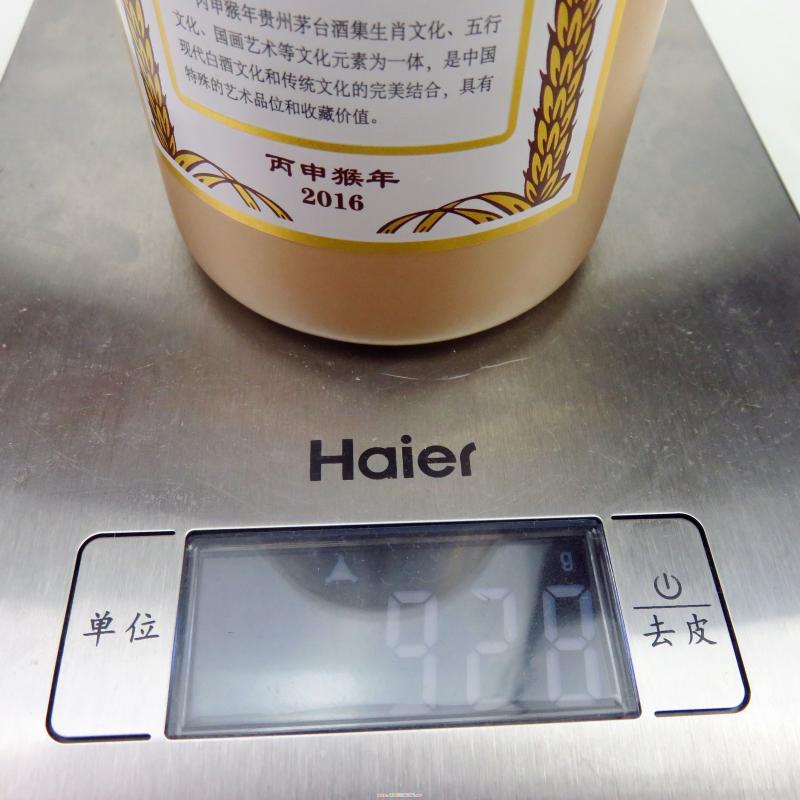 丙申猴年贵州茅台酒集生肖文化、五行
文化、国画艺术等文化元素为一体，是中国
现代白酒文化和传统文化的完美结合，具有
特殊的艺术品位和收藏价值。
丙申猴年
2016
Haier
g
928
单位
去皮